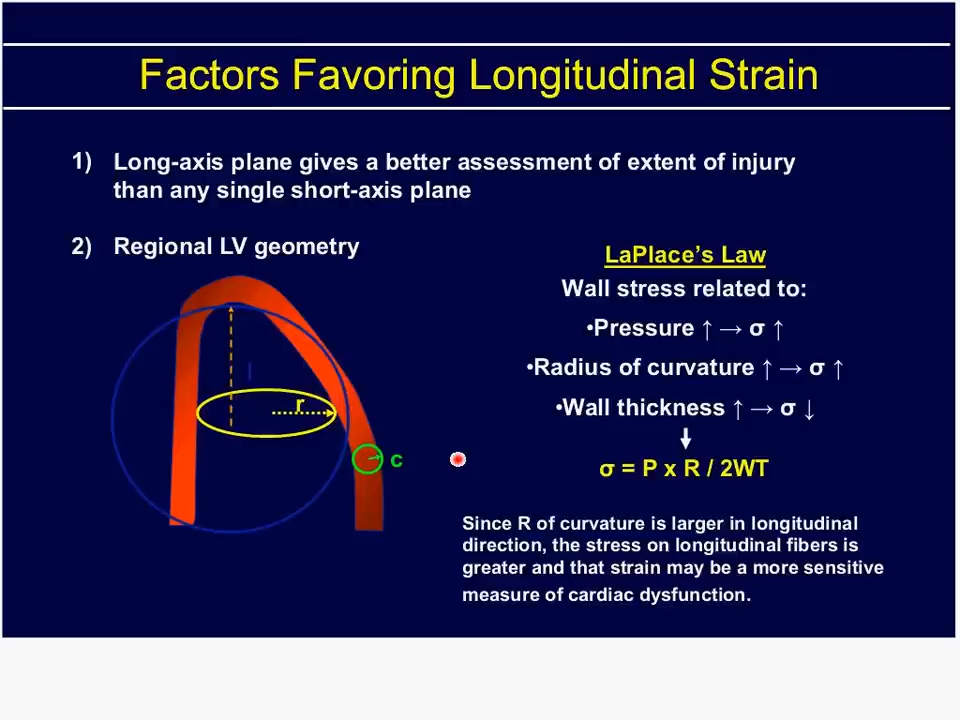 Factors Favoring Longitudinal Strain
1) Long-axis plane gives a better assessment of extent of injury
than any single short-axis plane
2) Regional LV geometry
LaPlace's Law
Wall stress related to:
•Pressure ↑ → σ ↑
•Radius of curvature ↑ → σ ↑
•Wall thickness ↑ → σ ↓
σ = P x R / 2WT
l
r
c
Since R of curvature is larger in longitudinal
direction, the stress on longitudinal fibers is
greater and that strain may be a more sensitive
measure of cardiac dysfunction.